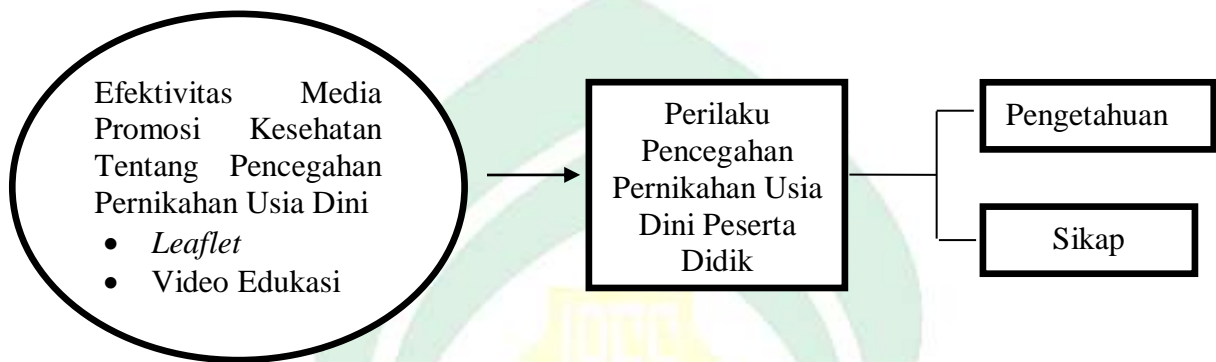 Efektivitas Media
Promosi Kesehatan
Tentang Pencegahan
Pernikahan Usia Dini
• Leaflet
• Video Edukasi
Perilaku
Pencegahan
Pernikahan Usia
Dini Peserta
Didik
Pengetahuan
Sikap